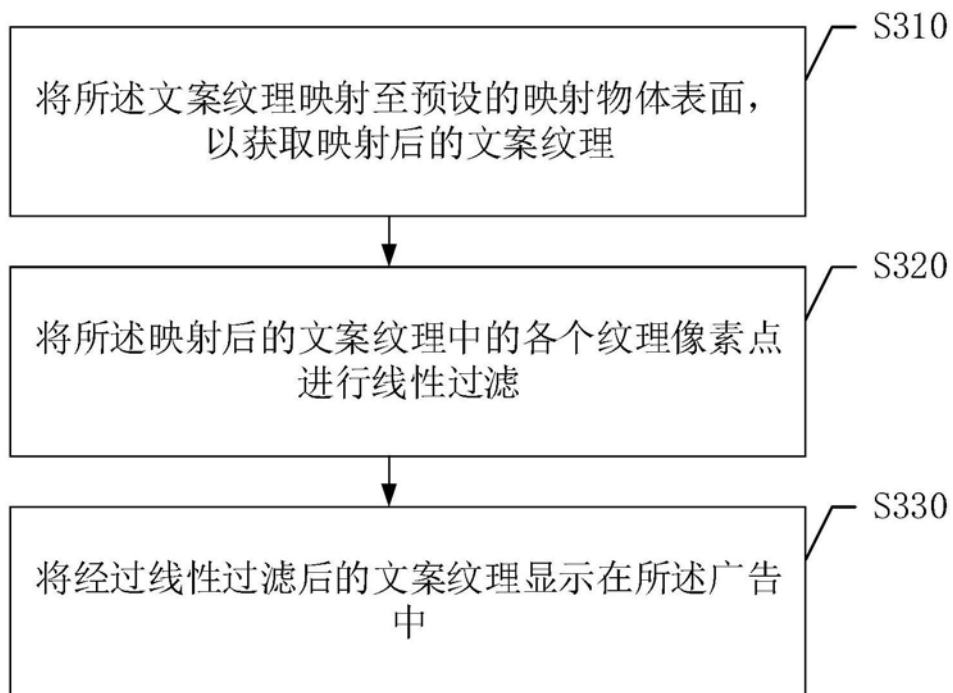 S310
将所述文案纹理映射至预设的映射物体表面，
以获取映射后的文案纹理
S320
将所述映射后的文案纹理中的各个纹理像素点
进行线性过滤
S330
将经过线性过滤后的文案纹理显示在所述广告
中